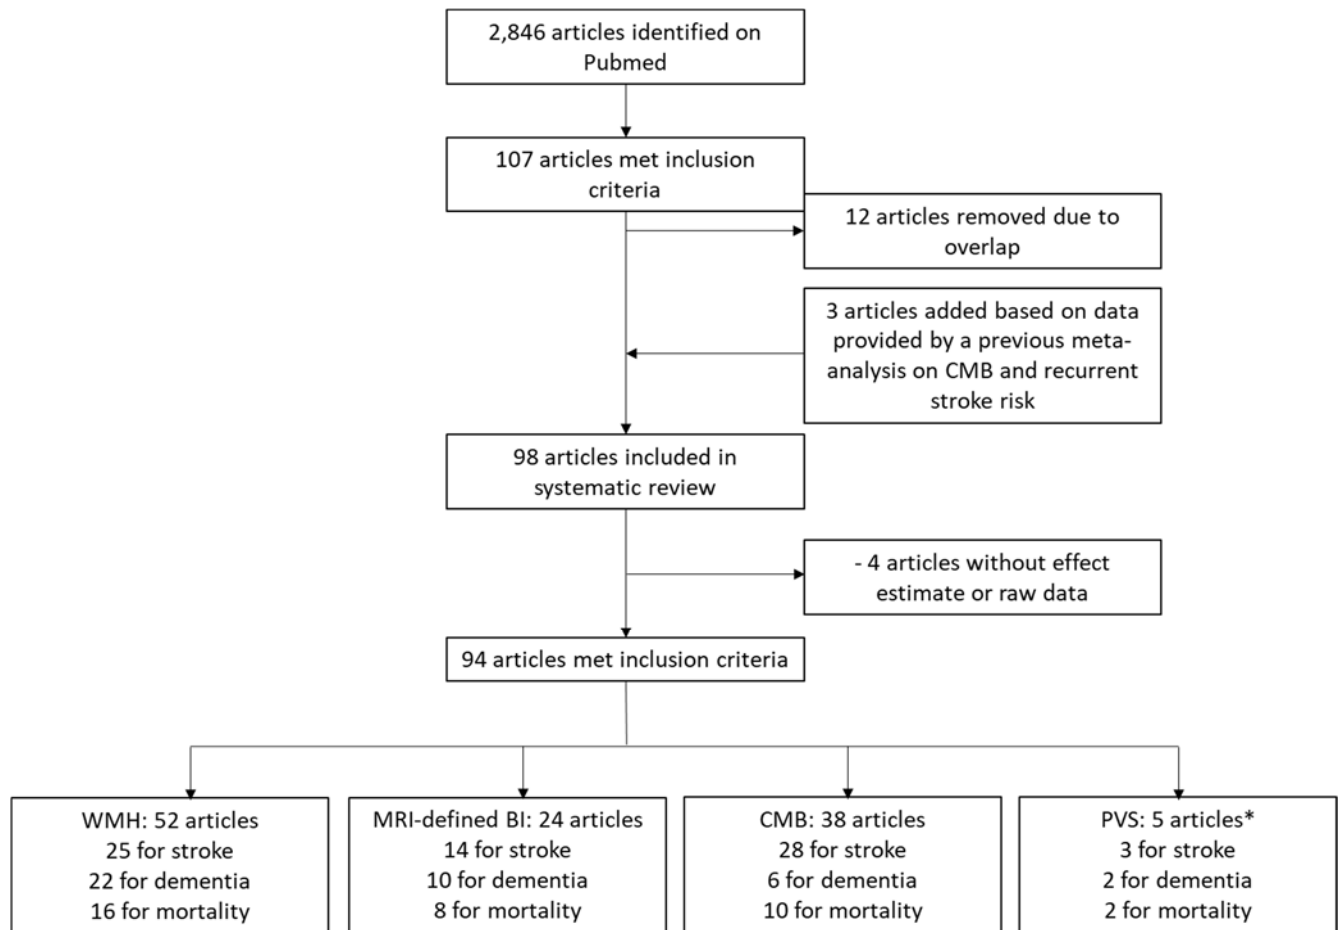 2,846 articles identified on
Pubmed
107 articles met inclusion
criteria
12 articles removed due to
overlap
3 articles added based on data
provided by a previous meta-
analysis on CMB and recurrent
stroke risk
98 articles included in
systematic review
- 4 articles without effect
estimate or raw data
94 articles met inclusion criteria
WMH: 52 articles
25 for stroke
22 for dementia
16 for mortality
MRI-defined BI: 24 articles
14 for stroke
10 for dementia
8 for mortality
CMB: 38 articles
28 for stroke
6 for dementia
10 for mortality
PVS: 5 articles*
3 for stroke
2 for dementia
2 for mortality